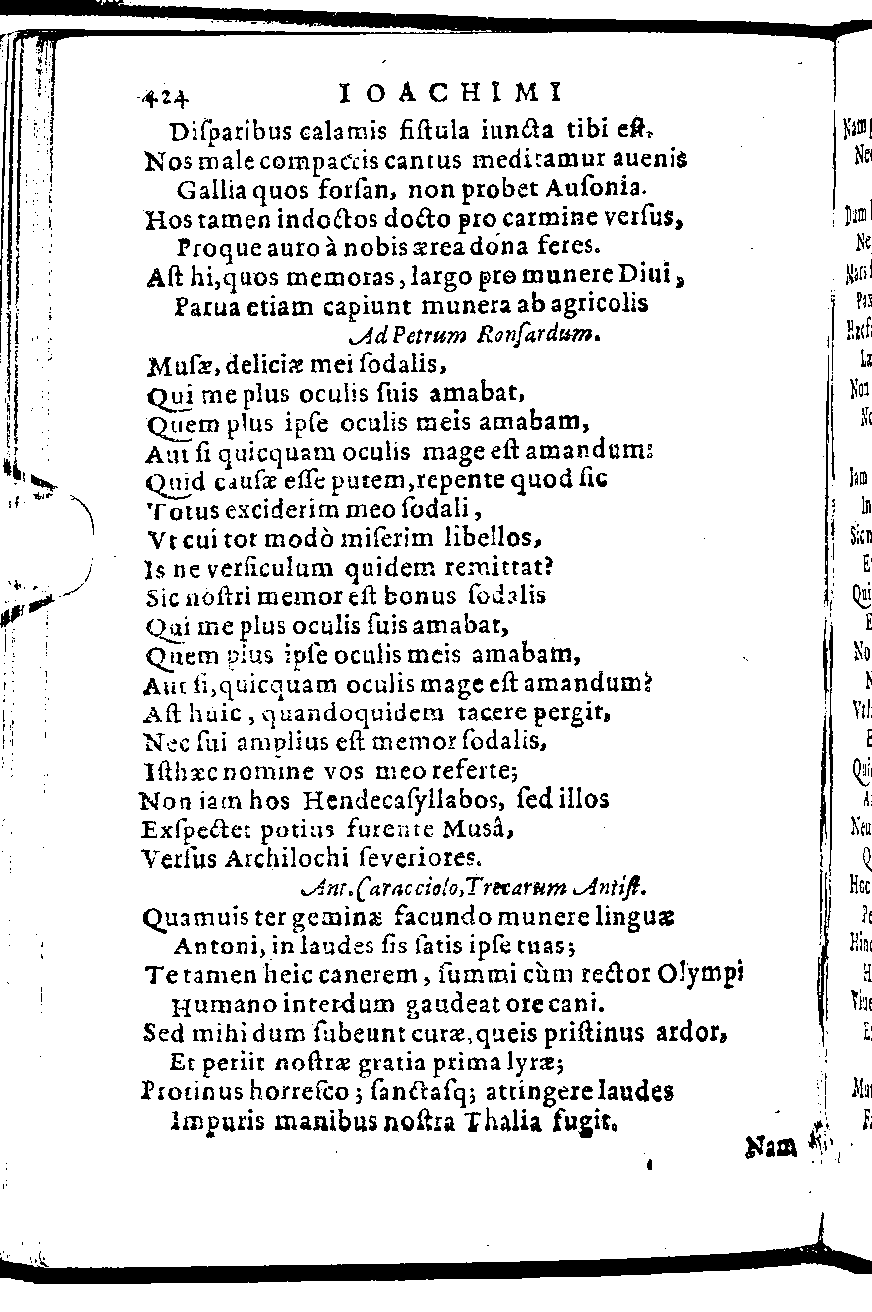 424 IOACHIMI
Diſparibus calamis fiſtula iuncta tibi eſt.
Nos male compactis cantus meditamur auenis
Gallia quos forſan, non probet Auſonia.
Hos tamen indoctos docto pro carmine verſus,
Proque auro à nobis ærea dona feres.
Aſt hi, quos memoras, largo pro munere Diui,
Parua etiam capiunt munera ab agricolis
Ad Petrum Ronſardum.
Muſæ, deliciæ mei ſodalis,
Qui me plus oculis ſuis amabat,
Quem plus ipſe oculis meis amabam,
Aut ſi quicquam oculis mage eſt amandum:
Quid cauſæ eſſe putem, repente quod ſic
Totus exciderim meo ſodali,
Vt cui tot modò miſerim libellos,
Is ne verſiculum quidem remittat?
Sic noſtri memor eſt bonus ſodalis
Qui me plus oculis ſuis amabat,
Quem plus ipſe oculis meis amabam,
Aut ſi, quicquam oculis mage eſt amandum?
Aſt huic, quandoquidem tacere pergit,
Nec ſui amplius eſt memor ſodalis,
Iſthæc nomine vos meo referte;
Non iam hos Hendecaſyllabos, ſed illos
Exſpectet potius furente Muſâ,
Verſus Archilochi ſeveriores.
Ant. Caracciolo, Trecarum Antiſt.
Quamuis ter geminæ facundo munere linguæ
Antoni, in laudes ſis ſatis ipſe tuas;
Te tamen heic canerem, ſummi cùm rector Olympi
Humano interdum gaudeat ore cani.
Sed mihi dum ſubeunt curæ, queis priſtinus ardor,
Et periit noſtræ gratia prima lyræ;
Protinus horreſco; ſanctaſq; attingere laudes
Impuris manibus noſtra Thalia fugit.
Nam